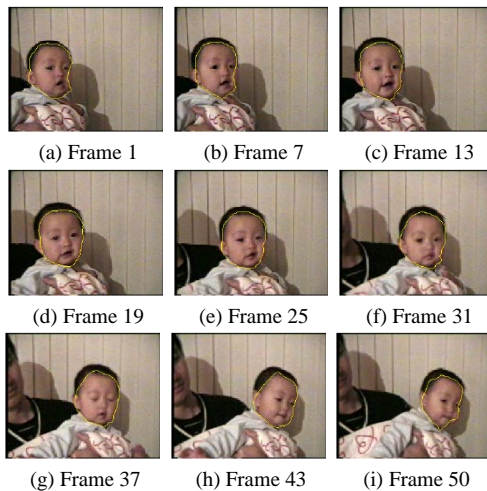 (a) Frame 1
(b) Frame 7
(c) Frame 13
(d) Frame 19
(e) Frame 25
(f) Frame 31
(g) Frame 37
(h) Frame 43
(i) Frame 50